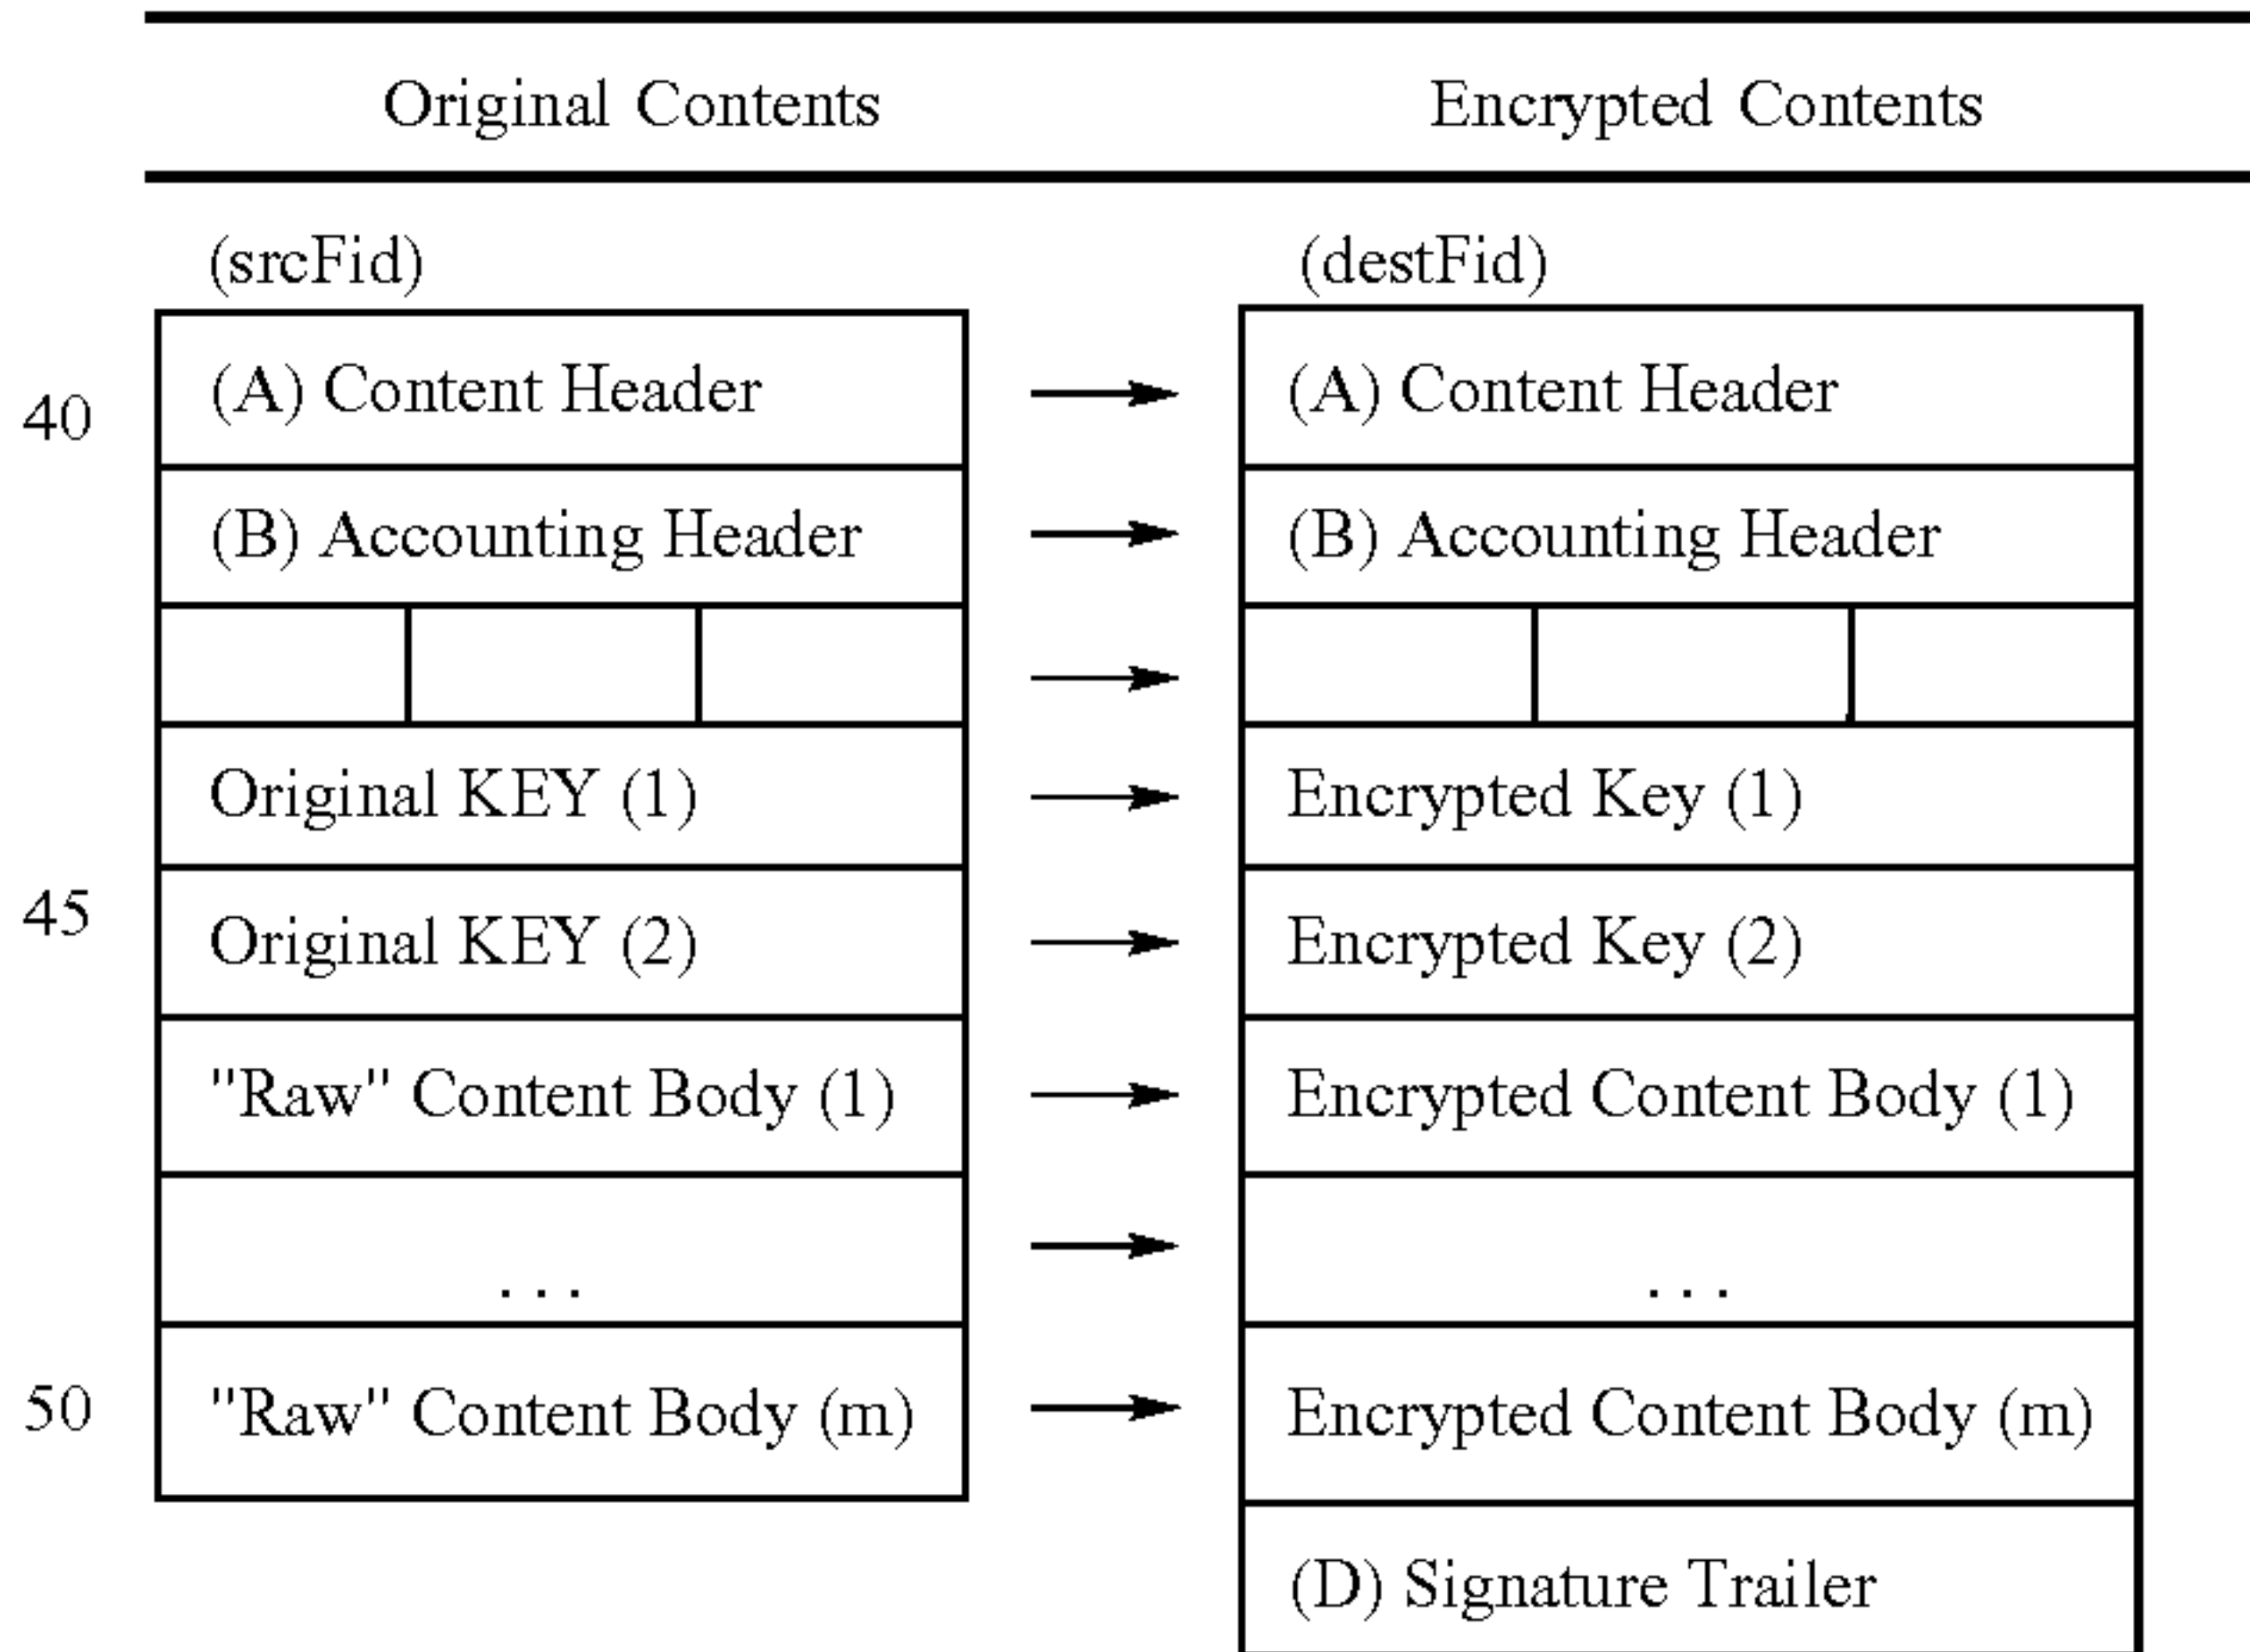 Original Contents Encrypted Contents
(srcFid) (destFid)
40 (A) Content Header (A) Content Header
(B) Accounting Header (B) Accounting Header
Original KEY (1) Encrypted Key (1)
45 Original KEY (2) Encrypted Key (2)
"Raw" Content Body (1) Encrypted Content Body (1)
. . . . . .
50 "Raw" Content Body (m) Encrypted Content Body (m)
(D) Signature Trailer